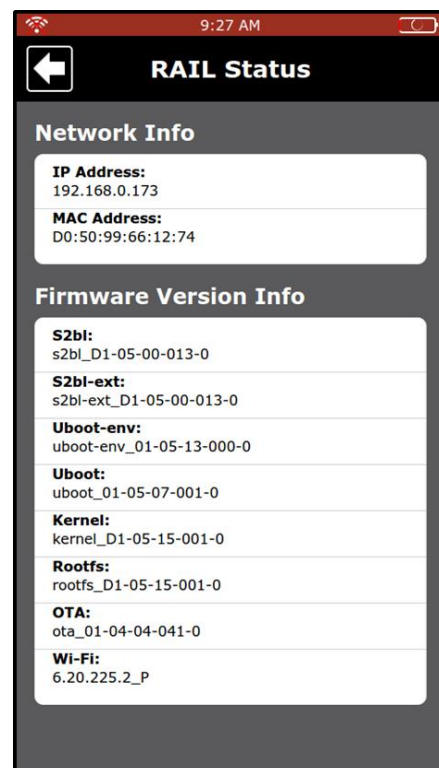 9:27 AM
RAIL Status
Network Info
IP Address:
192.168.0.173
MAC Address:
D0:50:99:66:12:74
Firmware Version Info
S2bl:
s2bl_D1-05-00-013-0
S2bl-ext:
s2bl-ext_D1-05-00-013-0
Uboot-env:
uboot-env_01-05-13-000-0
Uboot:
uboot_01-05-07-001-0
Kernel:
kernel_D1-05-15-001-0
Rootfs:
rootfs_D1-05-15-001-0
OTA:
ota_01-04-04-041-0
Wi-Fi:
6.20.225.2_P